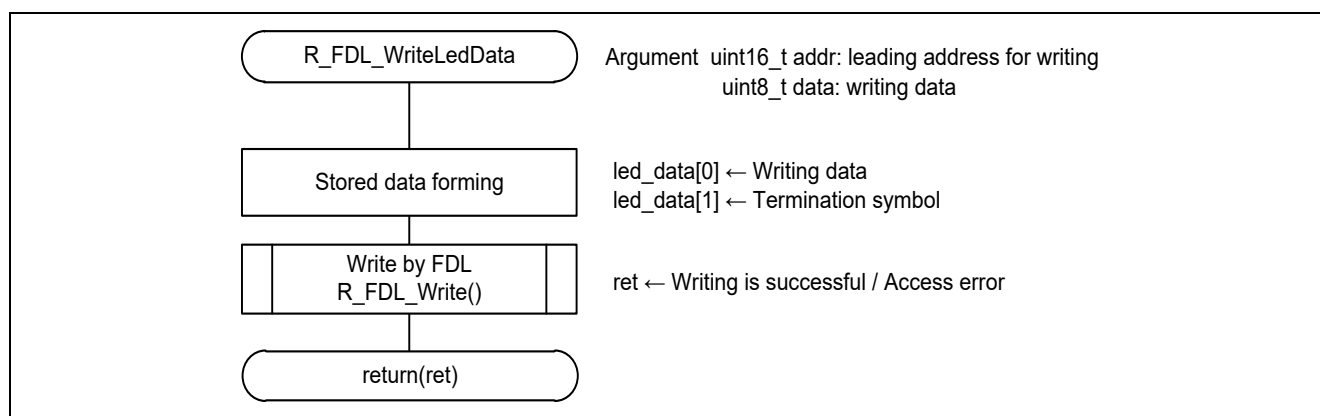 R_FDL_WriteLedData
Argument uint16_t addr: leading address for writing
uint8_t data: writing data
Stored data forming
led_data[0] ← Writing data
led_data[1] ← Termination symbol
Write by FDL
R_FDL_Write()
ret ← Writing is successful / Access error
return(ret)